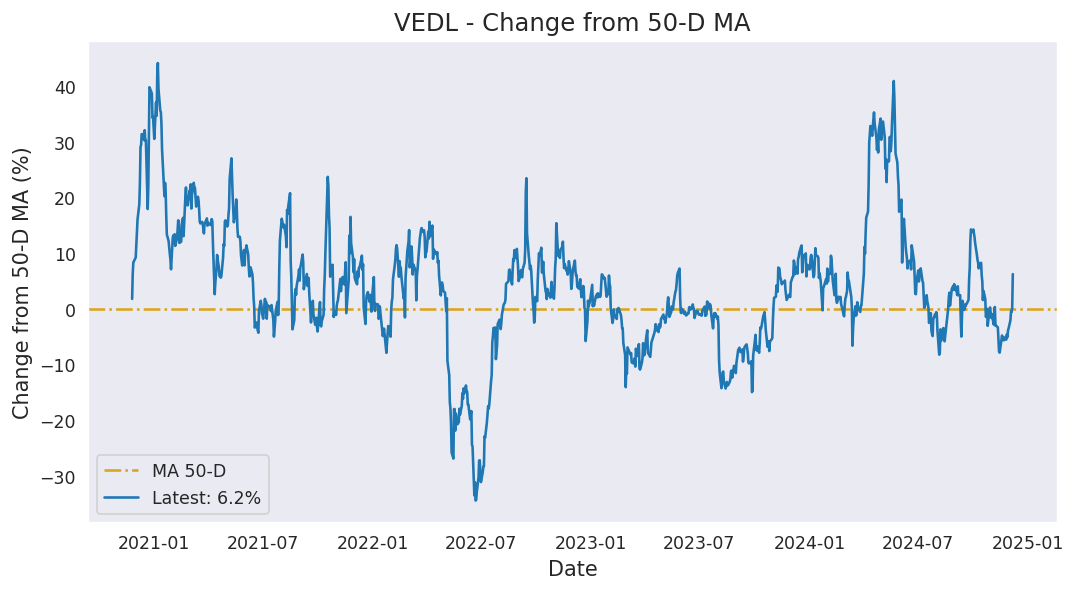 VEDL - Change from 50-D MA
Change from 50-D MA (%)
40
30
20
10
0
−10
−20
−30
MA 50-D
Latest: 6.2%
2021-01 2021-07 2022-01 2022-07 2023-01 2023-07 2024-01 2024-07 2025-01
Date